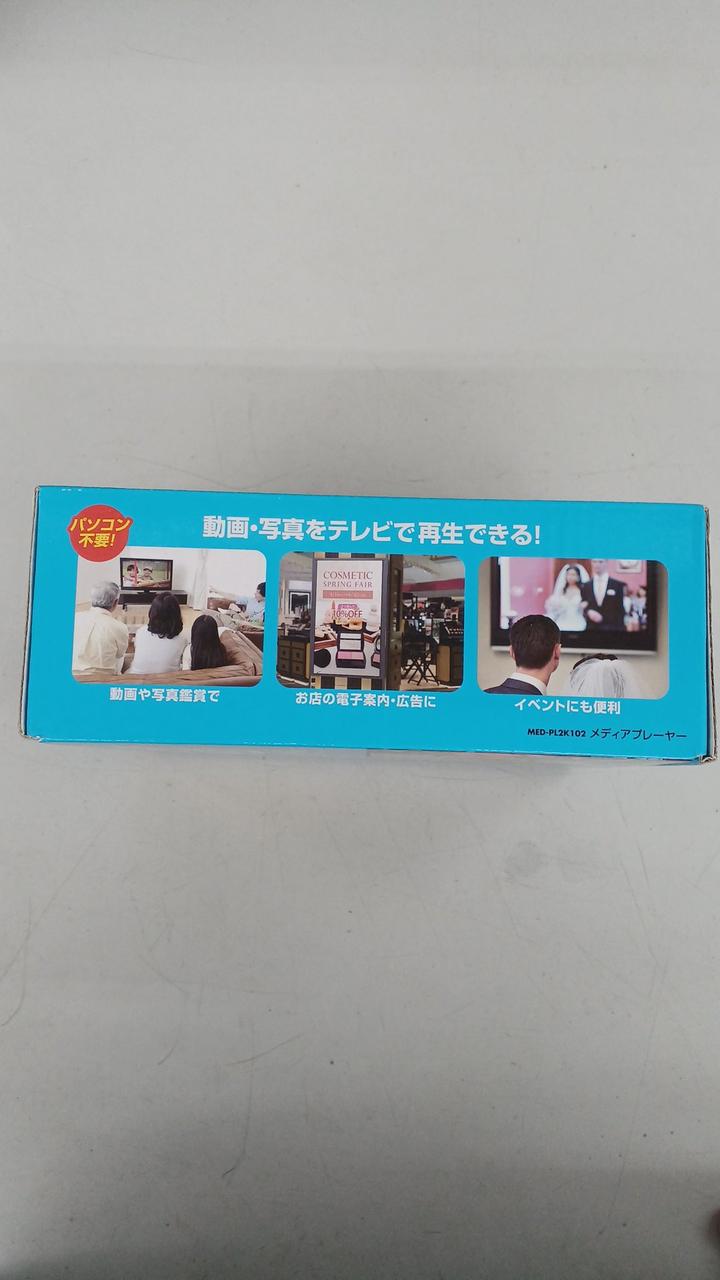 パソコン
不要!
動画・写真をテレビで再生できる!
COSMETIC
SPRING FAIR
10%OFF
動画や写真鑑賞で
お店の電子案内・広告に
イベントにも便利
MED-PL2K102 メディアプレーヤー